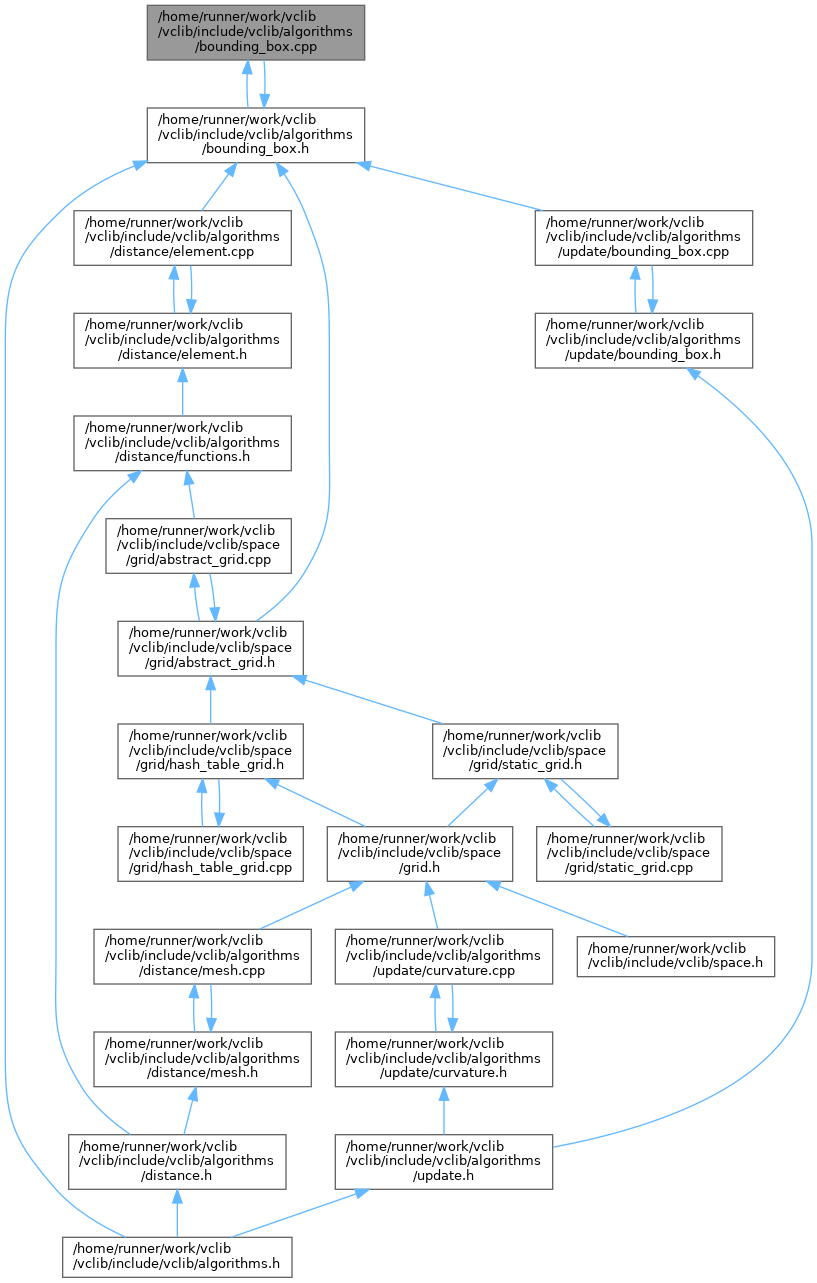 /home/runner/work/vclib
/vclib/include/vclib/algorithms
/bounding_box.cpp
/home/runner/work/vclib
/vclib/include/vclib/algorithms
/bounding_box.h
/home/runner/work/vclib
/vclib/include/vclib/algorithms
/distance/element.cpp
/home/runner/work/vclib
/vclib/include/vclib/algorithms
/update/bounding_box.cpp
/home/runner/work/vclib
/vclib/include/vclib/algorithms
/distance/element.h
/home/runner/work/vclib
/vclib/include/vclib/algorithms
/update/bounding_box.h
/home/runner/work/vclib
/vclib/include/vclib/algorithms
/distance/functions.h
/home/runner/work/vclib
/vclib/include/vclib/space
/grid/abstract_grid.cpp
/home/runner/work/vclib
/vclib/include/vclib/space
/grid/abstract_grid.h
/home/runner/work/vclib
/vclib/include/vclib/space
/grid/hash_table_grid.h
/home/runner/work/vclib
/vclib/include/vclib/space
/grid/static_grid.h
/home/runner/work/vclib
/vclib/include/vclib/space
/grid/hash_table_grid.cpp
/home/runner/work/vclib
/vclib/include/vclib/space
/grid.h
/home/runner/work/vclib
/vclib/include/vclib/space
/grid/static_grid.cpp
/home/runner/work/vclib
/vclib/include/vclib/algorithms
/distance/mesh.cpp
/home/runner/work/vclib
/vclib/include/vclib/algorithms
/update/curvature.cpp
/home/runner/work/vclib
/vclib/include/vclib/space.h
/home/runner/work/vclib
/vclib/include/vclib/algorithms
/distance/mesh.h
/home/runner/work/vclib
/vclib/include/vclib/algorithms
/update/curvature.h
/home/runner/work/vclib
/vclib/include/vclib/algorithms
/distance.h
/home/runner/work/vclib
/vclib/include/vclib/algorithms
/update.h
/home/runner/work/vclib
/vclib/include/vclib/algorithms.h